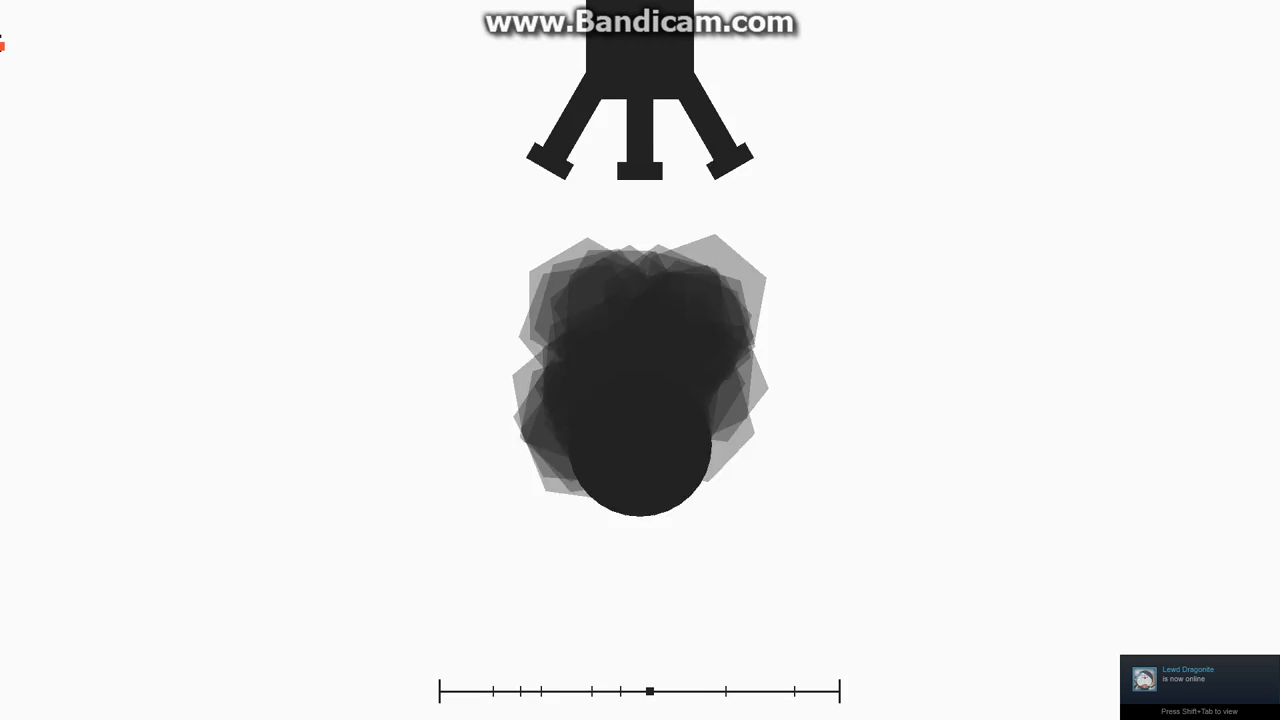 www.Bandicam.com
Lewd Dragonite
is now online
Press Shift+Tab to view